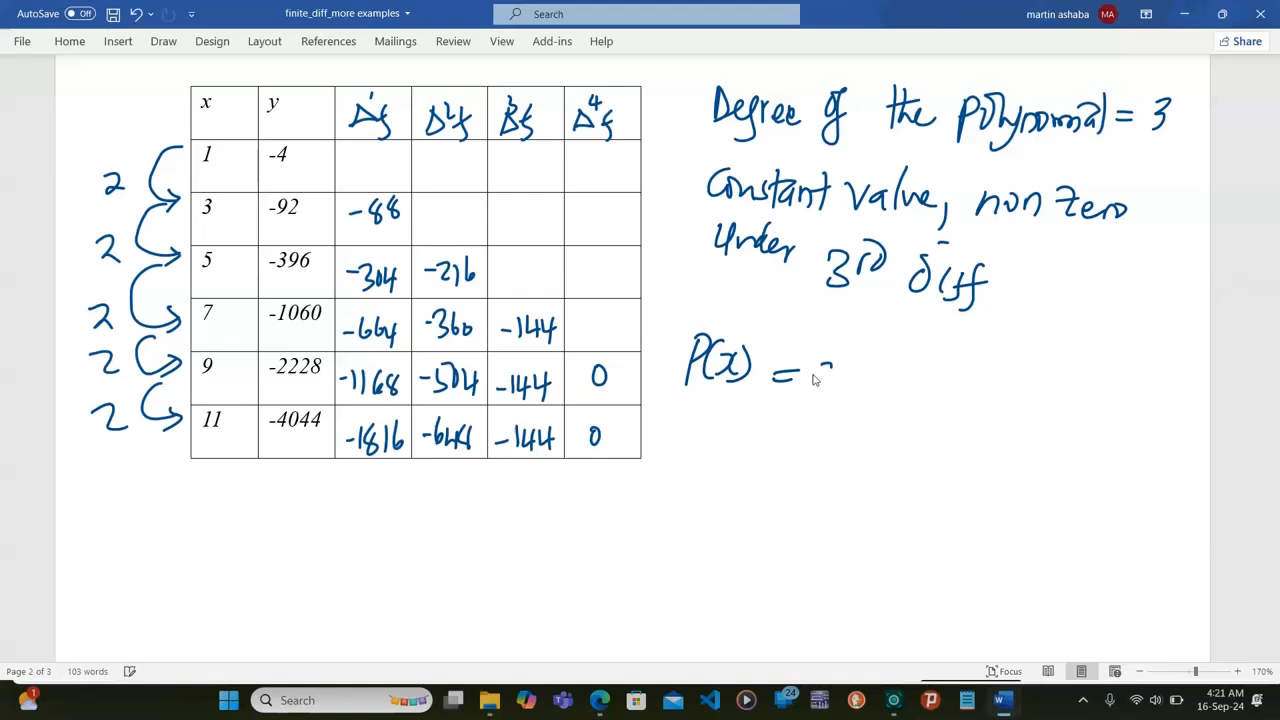 AutoSave Off finite_diff_more examples Search martin ashaba MA
File Home Insert Draw Design Layout References Mailings Review View Add-ins Help Share
x y Δ¹f Δ²f Δ³f Δ⁴f
1 -4
2
3 -92 -88
2
5 -396 -304 -216
2
7 -1060 -664 -360 -144
2
9 -2228 -1168 -504 -144 0
2
11 -4044 -1816 -648 -144 0
Degree of the polynomial = 3
Constant value, non zero
Under 3rd diff
P(x) =
Page 2 of 3 103 words Focus 170%
1 Search 24 4:21 AM
16-Sep-24